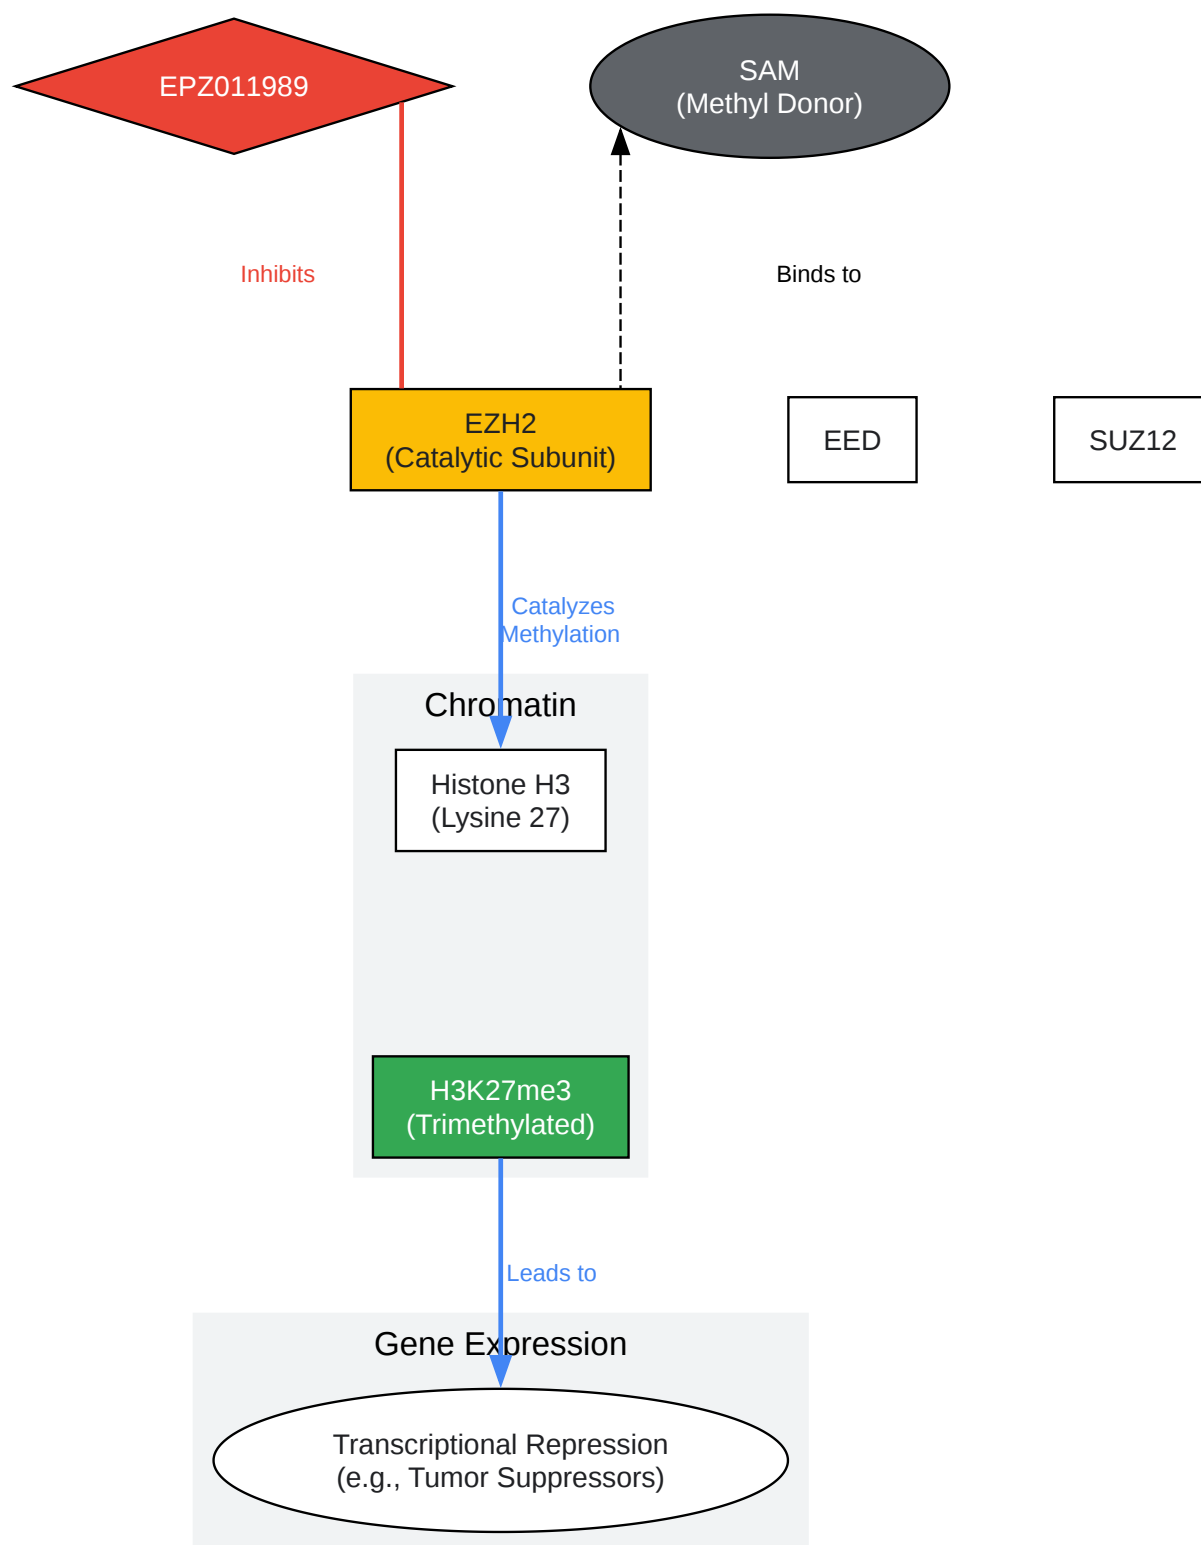 EPZ011989
SAM
(Methyl Donor)
Inhibits
Binds to
EZH2
(Catalytic Subunit)
EED
SUZ12
Catalyzes
Methylation
Chromatin
Histone H3
(Lysine 27)
H3K27me3
(Trimethylated)
Leads to
Gene Expression
Transcriptional Repression
(e.g., Tumor Suppressors)